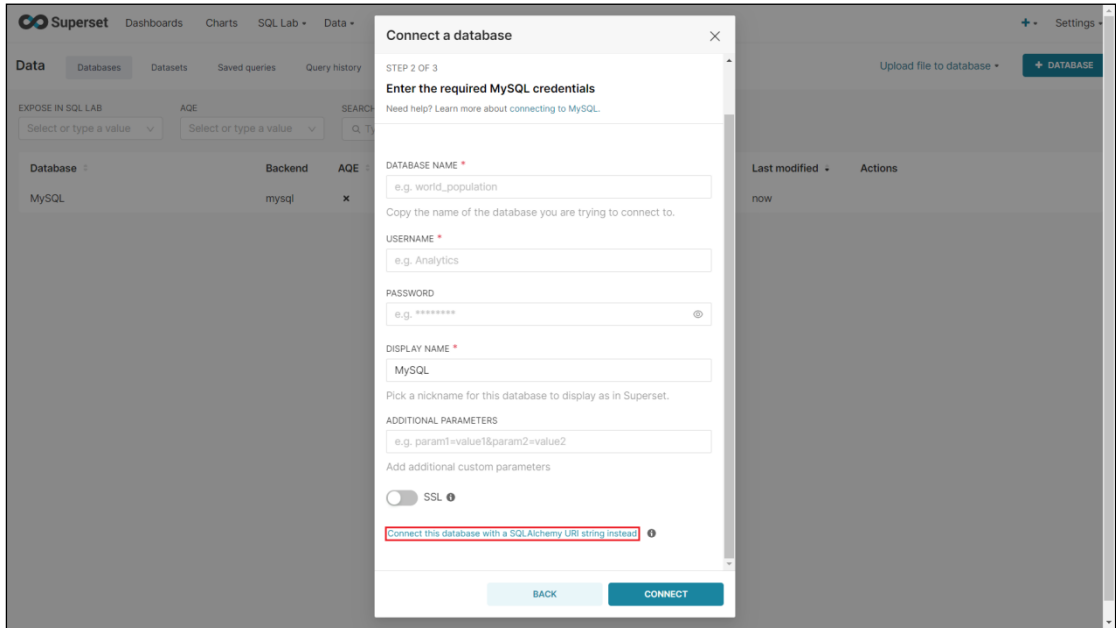 Superset Dashboards Charts SQL Lab Data Settings
Data Databases Datasets Saved queries Query history Upload file to database + DATABASE
EXPOSE IN SQL LAB AQE SEARCH
Select or type a value Select or type a value
Database Backend AQE Last modified Actions
MySQL mysql now
Connect a database
STEP 2 OF 3
Enter the required MySQL credentials
Need help? Learn more about connecting to MySQL.
DATABASE NAME *
e.g. world_population
Copy the name of the database you are trying to connect to.
USERNAME *
e.g. Analytics
PASSWORD
e.g. ********
DISPLAY NAME *
MySQL
Pick a nickname for this database to display as in Superset.
ADDITIONAL PARAMETERS
e.g. param1=value1&param2=value2
Add additional custom parameters
SSL
Connect this database with a SQLAlchemy URI string instead
BACK CONNECT